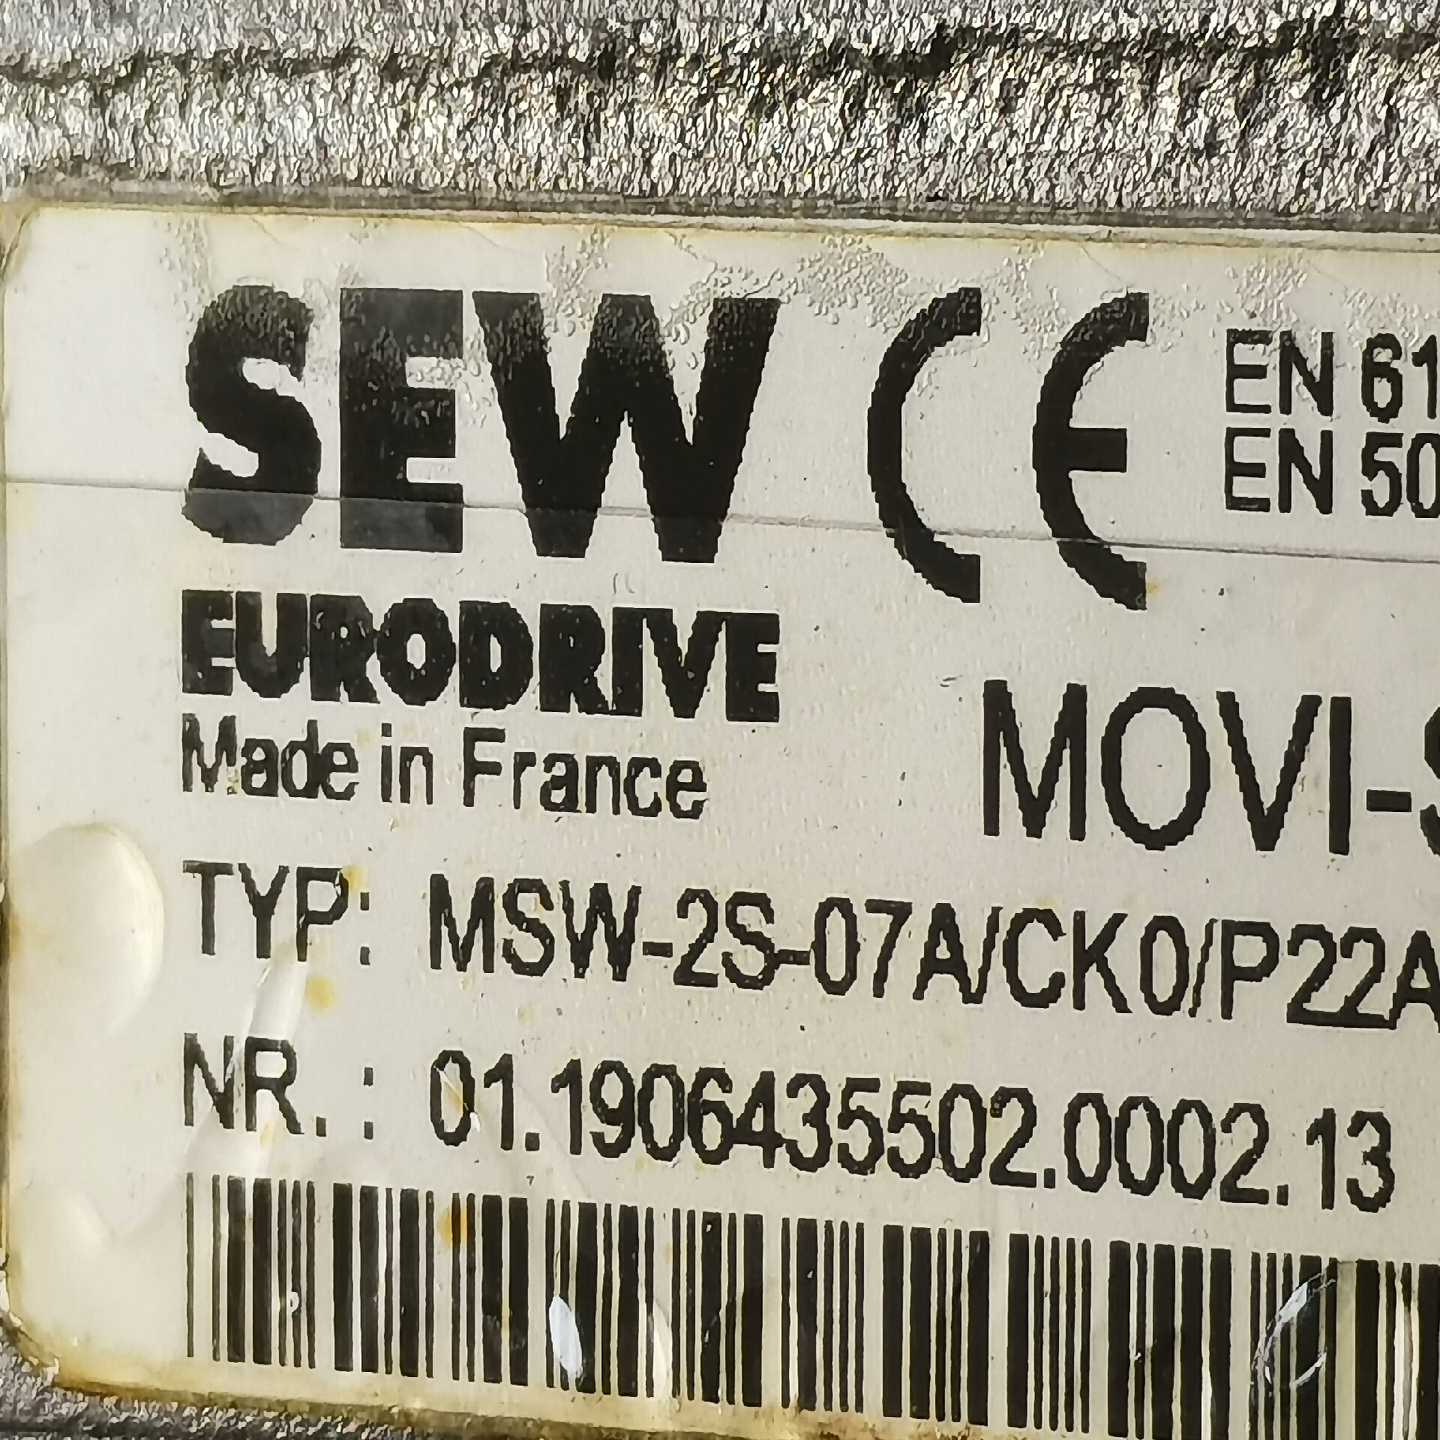 SEW CE EN 61
EN 50
EURODRIVE
Made in France MOVI-S
TYP: MSW-2S-07A/CK0/P22A
NR. : 01.1906435502.0002.13